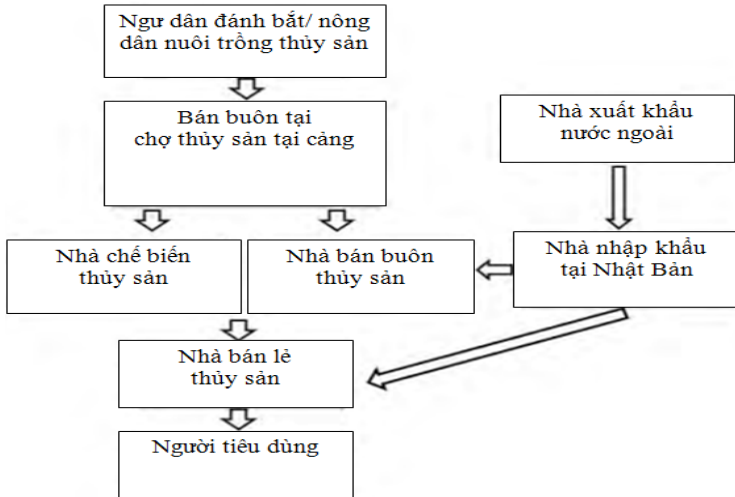 Ngư dân đánh bắt/ nông
dân nuôi trồng thủy sản
Bán buôn tại
chợ thủy sản tại cảng
Nhà xuất khẩu
nước ngoài
Nhà chế biến
thủy sản
Nhà bán buôn
thủy sản
Nhà nhập khẩu
tại Nhật Bản
Nhà bán lẻ
thủy sản
Người tiêu dùng